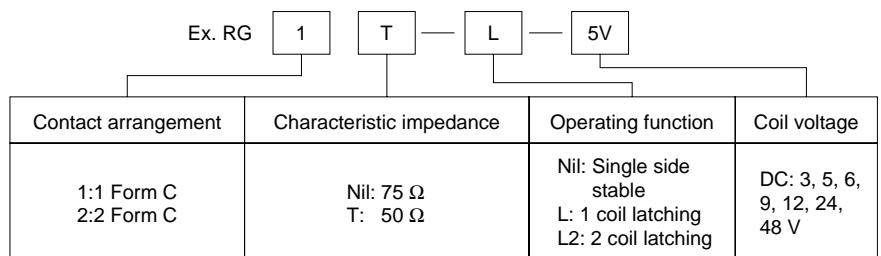 Ex. RG 1 T — L — 5V
Contact arrangement
Characteristic impedance
Operating function
Coil voltage
1:1 Form C
2:2 Form C
Nil: 75 Ω
T: 50 Ω
Nil: Single side
stable
L: 1 coil latching
L2: 2 coil latching
DC: 3, 5, 6,
9, 12, 24,
48 V